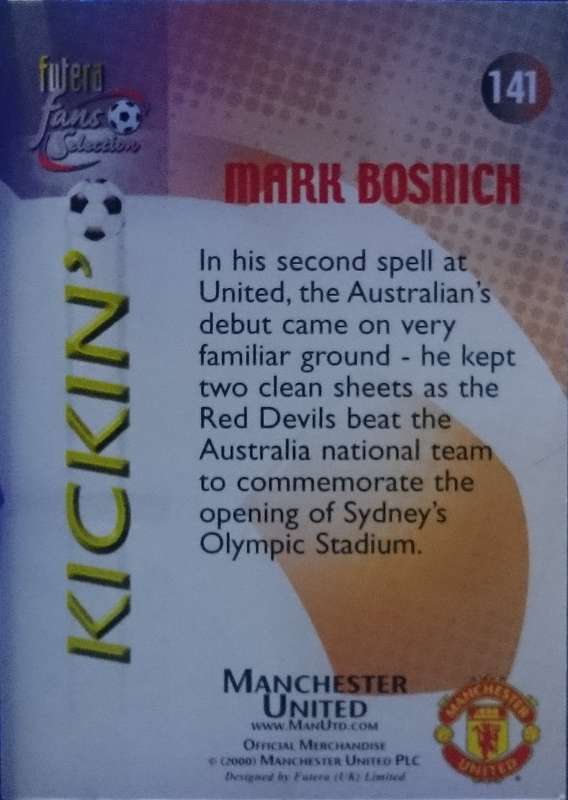 futera
fans
Selection
141
MARK BOSNICH
KICKIN'
In his second spell at
United, the Australian's
debut came on very
familiar ground - he kept
two clean sheets as the
Red Devils beat the
Australia national team
to commemorate the
opening of Sydney's
Olympic Stadium.
MANCHESTER
UNITED
WWW.MANUTD.COM
OFFICIAL MERCHANDISE
© (2000) MANCHESTER UNITED PLC
Designed by Futera (UK) Limited
MANCHESTER
UNITED